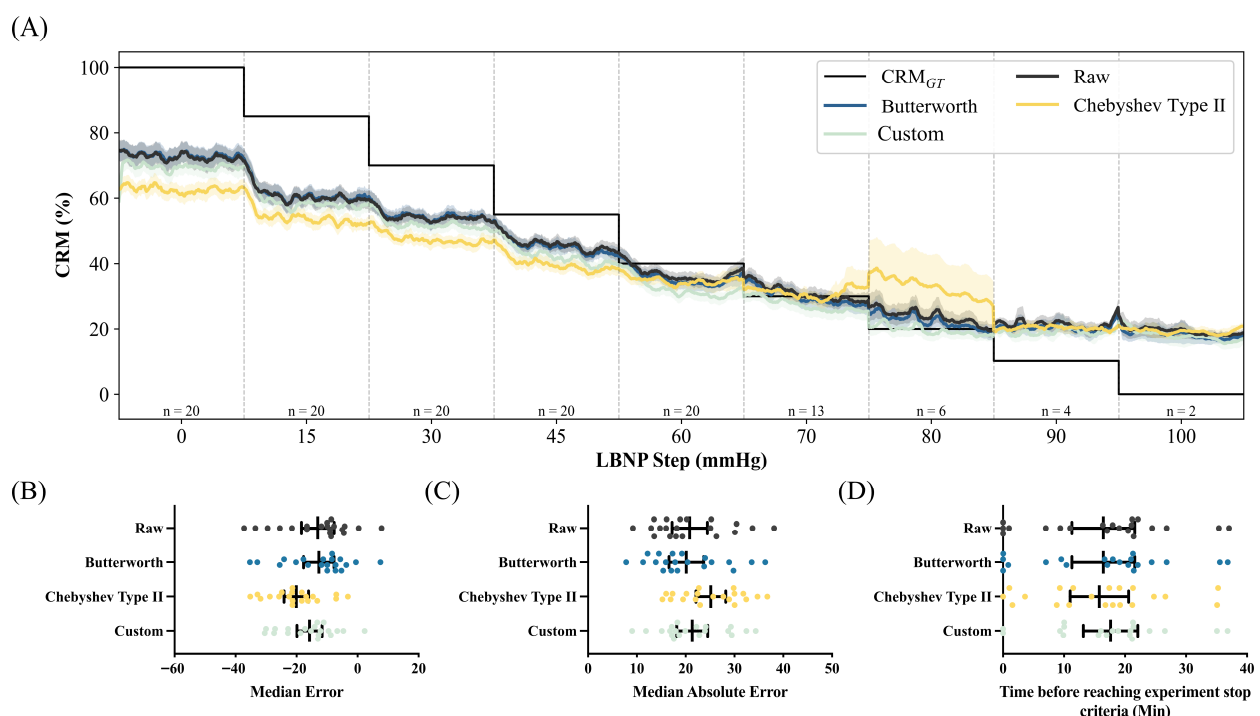 (A)
100
80
60
40
20
0
CRM (%)
CRM_GT
Raw
Butterworth
Chebyshev Type II
Custom
n = 20
n = 20
n = 20
n = 20
n = 20
n = 13
n = 6
n = 4
n = 2
0
15
30
45
60
70
80
90
100
LBNP Step (mmHg)
(B)
Raw
Butterworth
Chebyshev Type II
Custom
−60
−40
−20
0
20
Median Error
(C)
Raw
Butterworth
Chebyshev Type II
Custom
0
10
20
30
40
50
Median Absolute Error
(D)
Raw
Butterworth
Chebyshev Type II
Custom
0
10
20
30
40
Time before reaching experiment stop
criteria (Min)